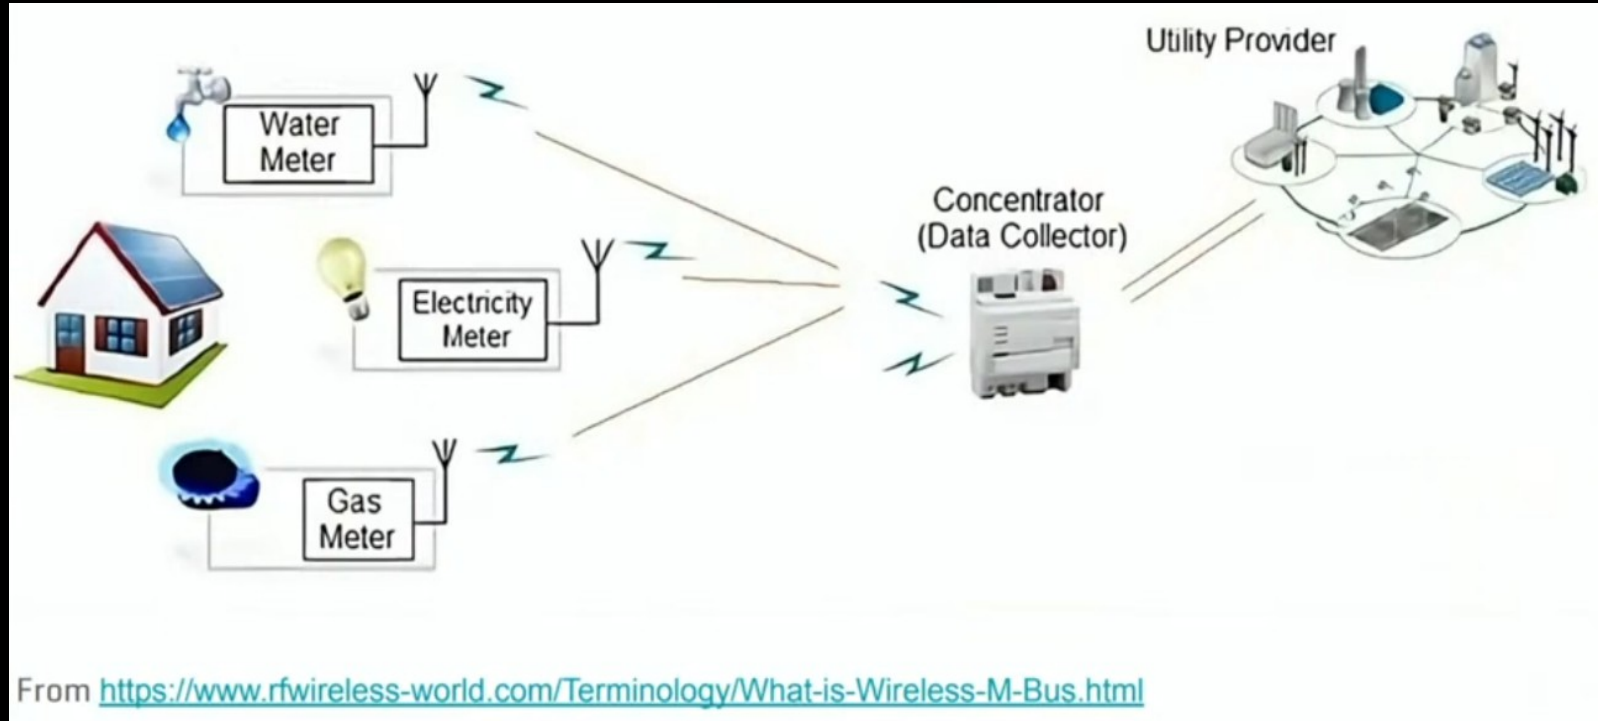 Utility Provider
Water
Meter
Concentrator
(Data Collector)
Electricity
Meter
Gas
Meter
From https://www.rfwireless-world.com/Terminology/What-is-Wireless-M-Bus.html